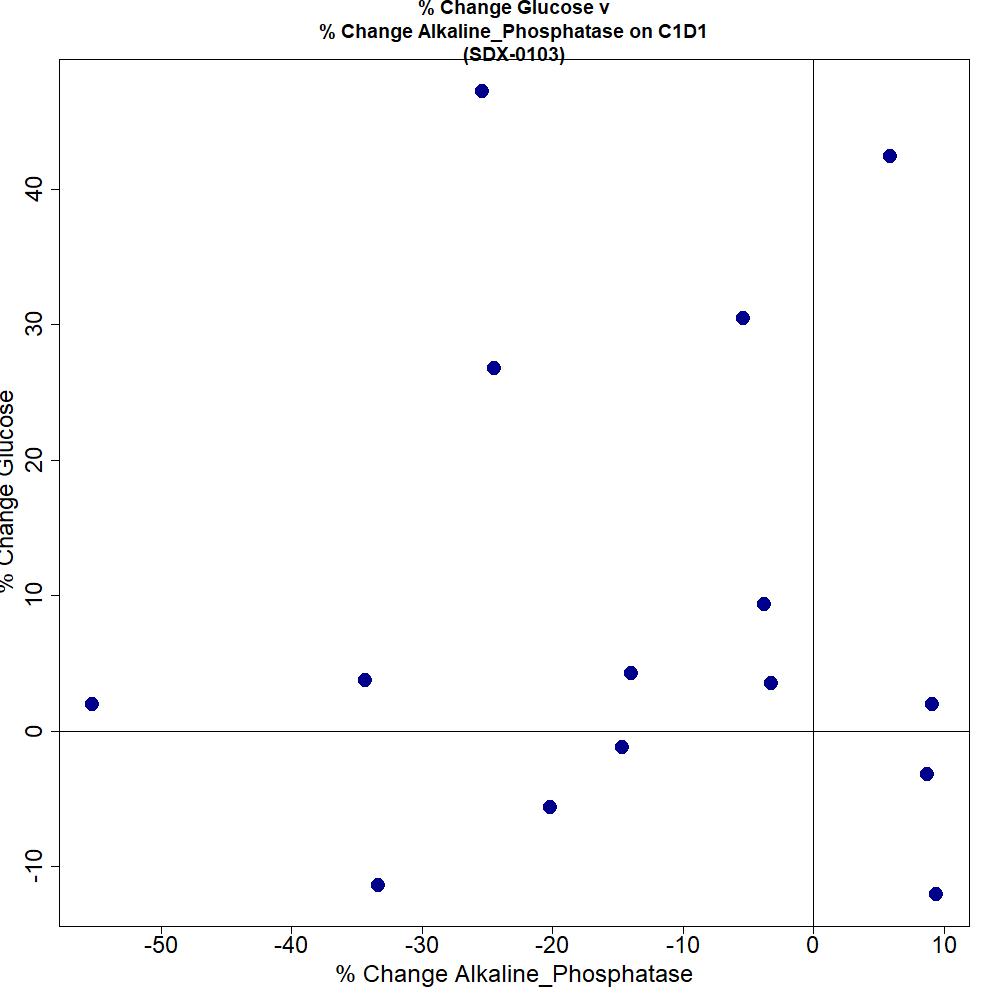 % Change Glucose v
% Change Alkaline_Phosphatase on C1D1
(SDX-0103)
% Change Glucose
40
30
20
10
0
-10
-50 -40 -30 -20 -10 0 10
% Change Alkaline_Phosphatase